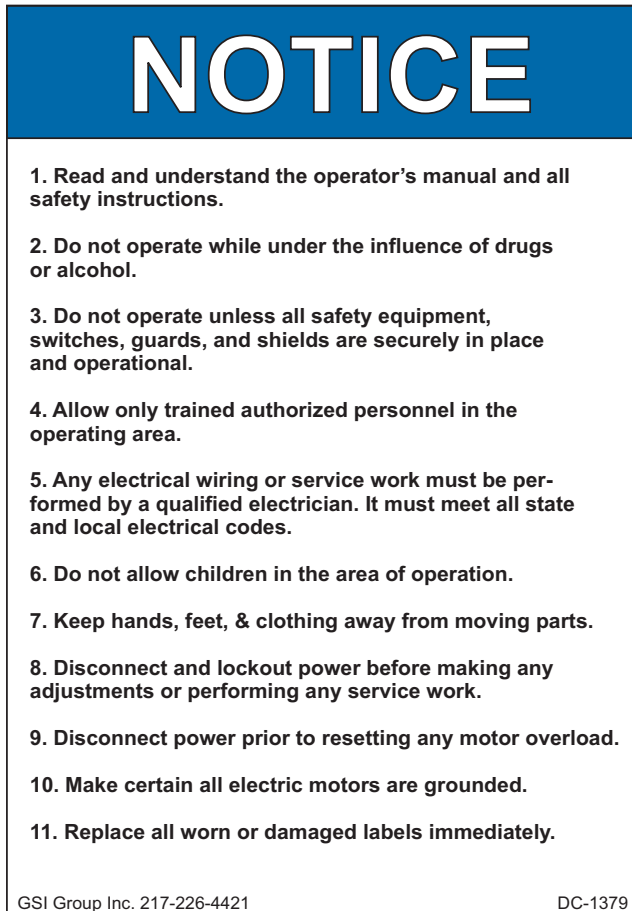 NOTICE
1. Read and understand the operator’s manual and all
safety instructions.
2. Do not operate while under the influence of drugs
or alcohol.
3. Do not operate unless all safety equipment,
switches, guards, and shields are securely in place
and operational.
4. Allow only trained authorized personnel in the
operating area.
5. Any electrical wiring or service work must be per-
formed by a qualified electrician. It must meet all state
and local electrical codes.
6. Do not allow children in the area of operation.
7. Keep hands, feet, & clothing away from moving parts.
8. Disconnect and lockout power before making any
adjustments or performing any service work.
9. Disconnect power prior to resetting any motor overload.
10. Make certain all electric motors are grounded.
11. Replace all worn or damaged labels immediately.
GSI Group Inc. 217-226-4421 DC-1379